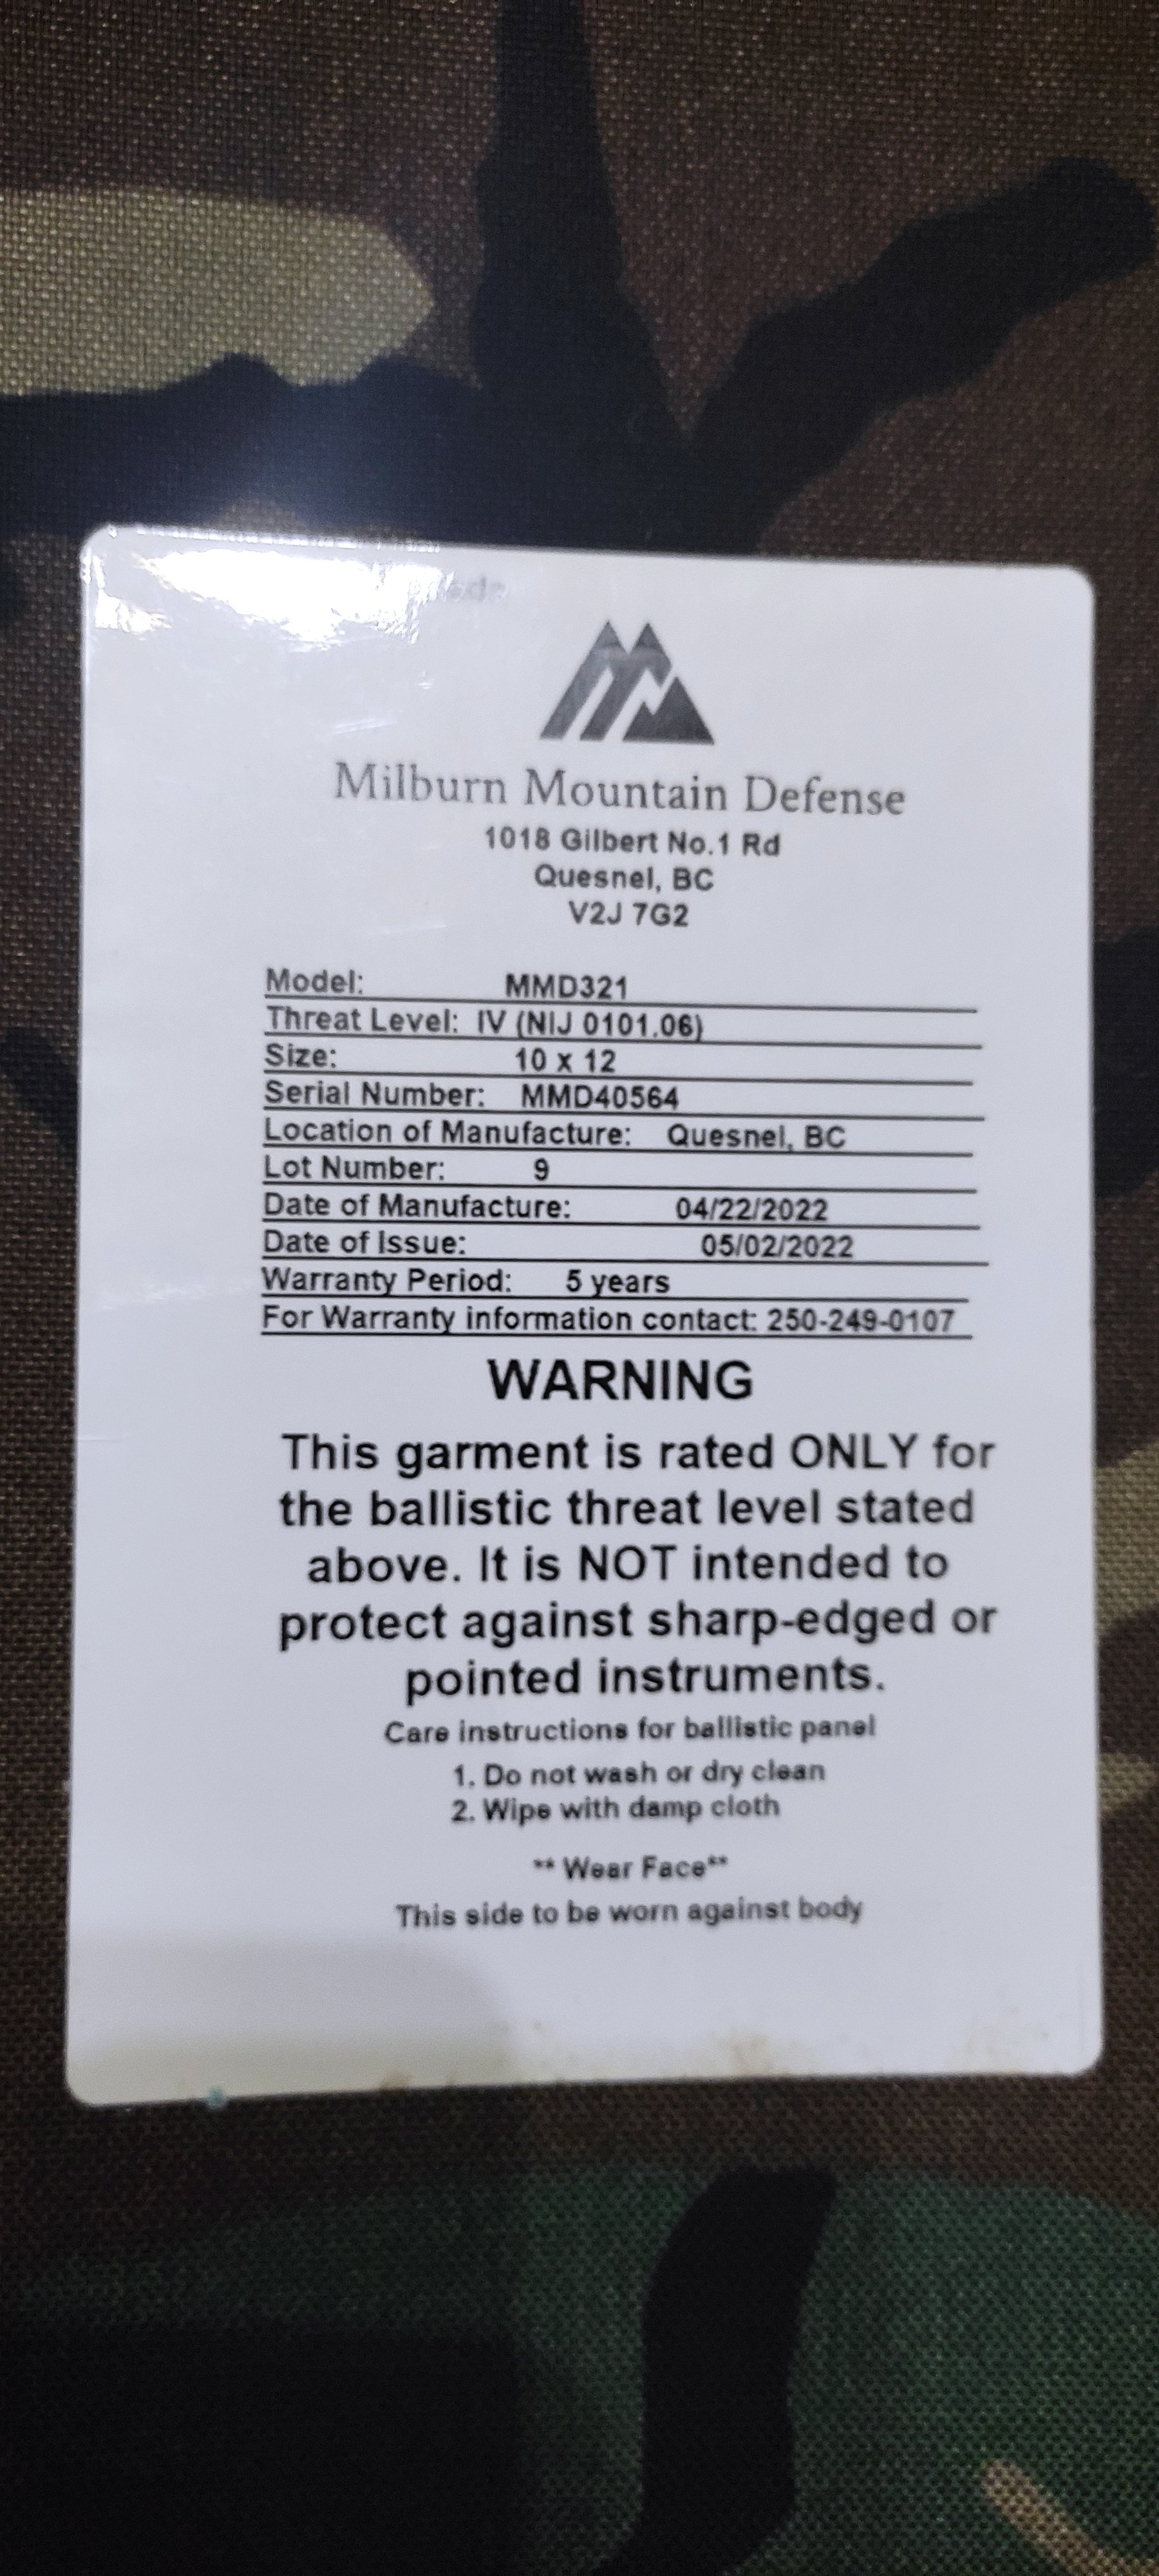 Milburn Mountain Defense
1018 Gilbert No.1 Rd
Quesnel, BC
V2J 7G2
Model: MMD321
Threat Level: IV (NIJ 0101.06)
Size: 10 x 12
Serial Number: MMD40564
Location of Manufacture: Quesnel, BC
Lot Number: 9
Date of Manufacture: 04/22/2022
Date of Issue: 05/02/2022
Warranty Period: 5 years
For Warranty information contact: 250-249-0107
WARNING
This garment is rated ONLY for
the ballistic threat level stated
above. It is NOT intended to
protect against sharp-edged or
pointed instruments.
Care instructions for ballistic panel
1. Do not wash or dry clean
2. Wipe with damp cloth
** Wear Face**
This side to be worn against body